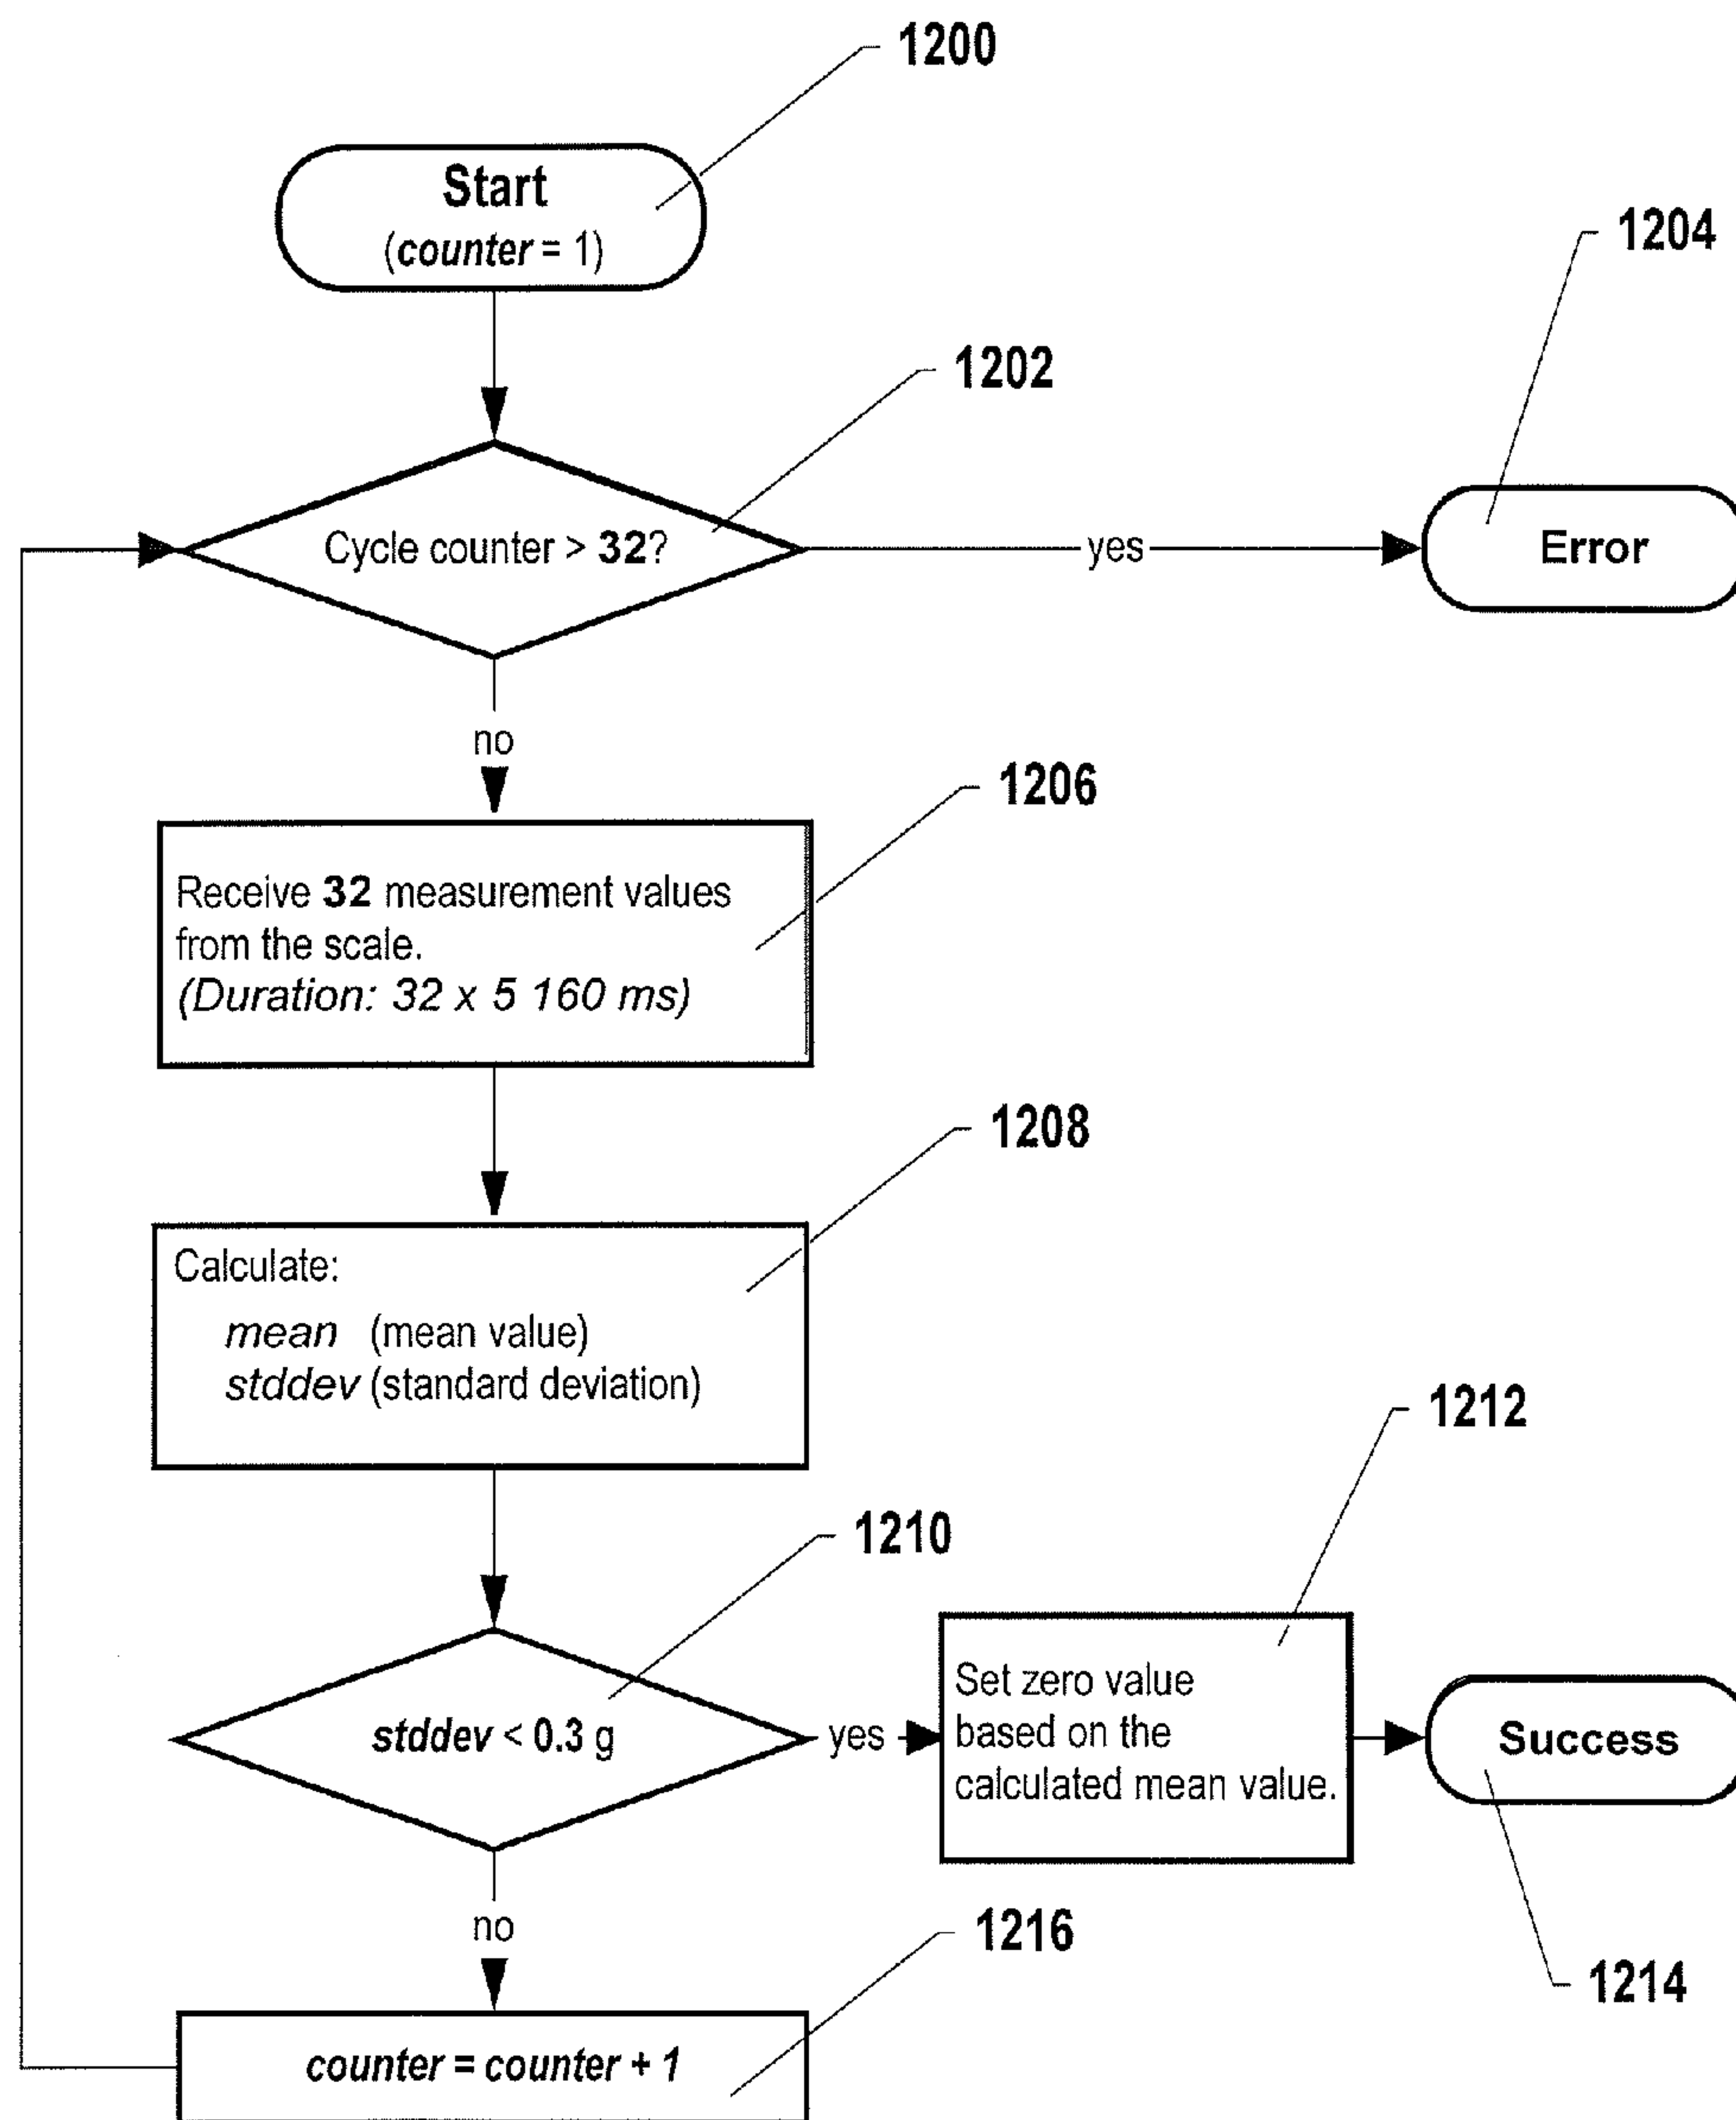 1200
Start
(counter = 1)
1204
1202
Cycle counter > 32?
yes
Error
no
1206
Receive 32 measurement values
from the scale.
(Duration: 32 x 5 160 ms)
1208
Calculate:
mean (mean value)
stddev (standard deviation)
1212
1210
stddev < 0.3 g
yes
Set zero value
based on the
calculated mean value.
Success
no
1216
1214
counter = counter + 1